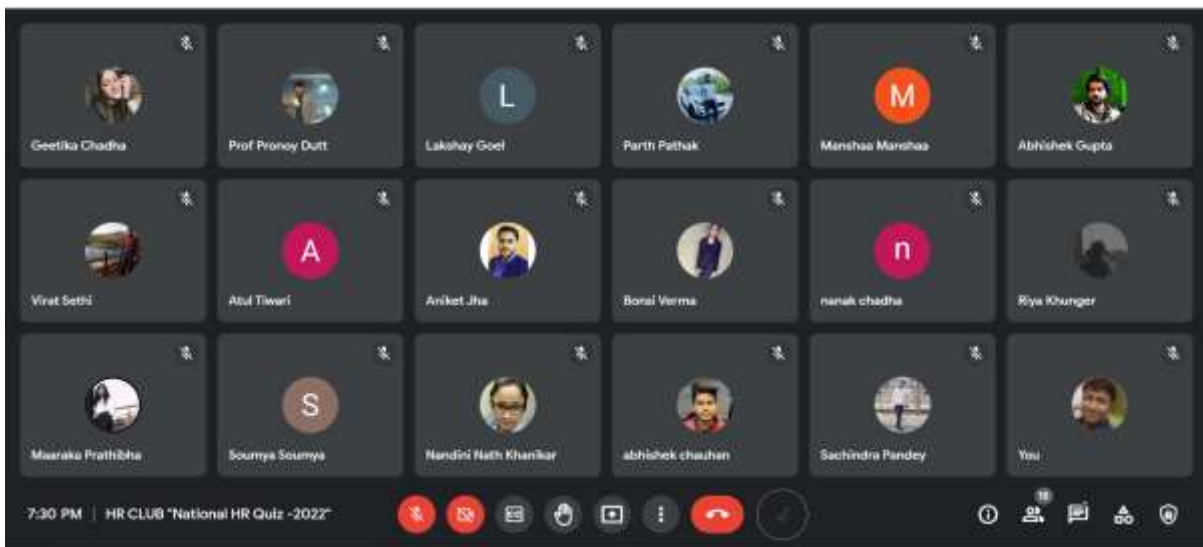 Geetika Chadha
Prof Pronoy Dutt
L
Lakshay Goel
Parth Pathak
M
Manshaa Manshaa
Abhishek Gupta
Virat Sethi
A
Atul Tiwari
Aniket Jha
Bonsi Verma
n
nanak chadha
Riya Khunger
Maaraka Prathibha
S
Soumya Soumya
Nandini Nath Khanikar
abhishek chauhan
Sachindra Pandey
You
7:30 PM | HR CLUB "National HR Quiz -2022"
18